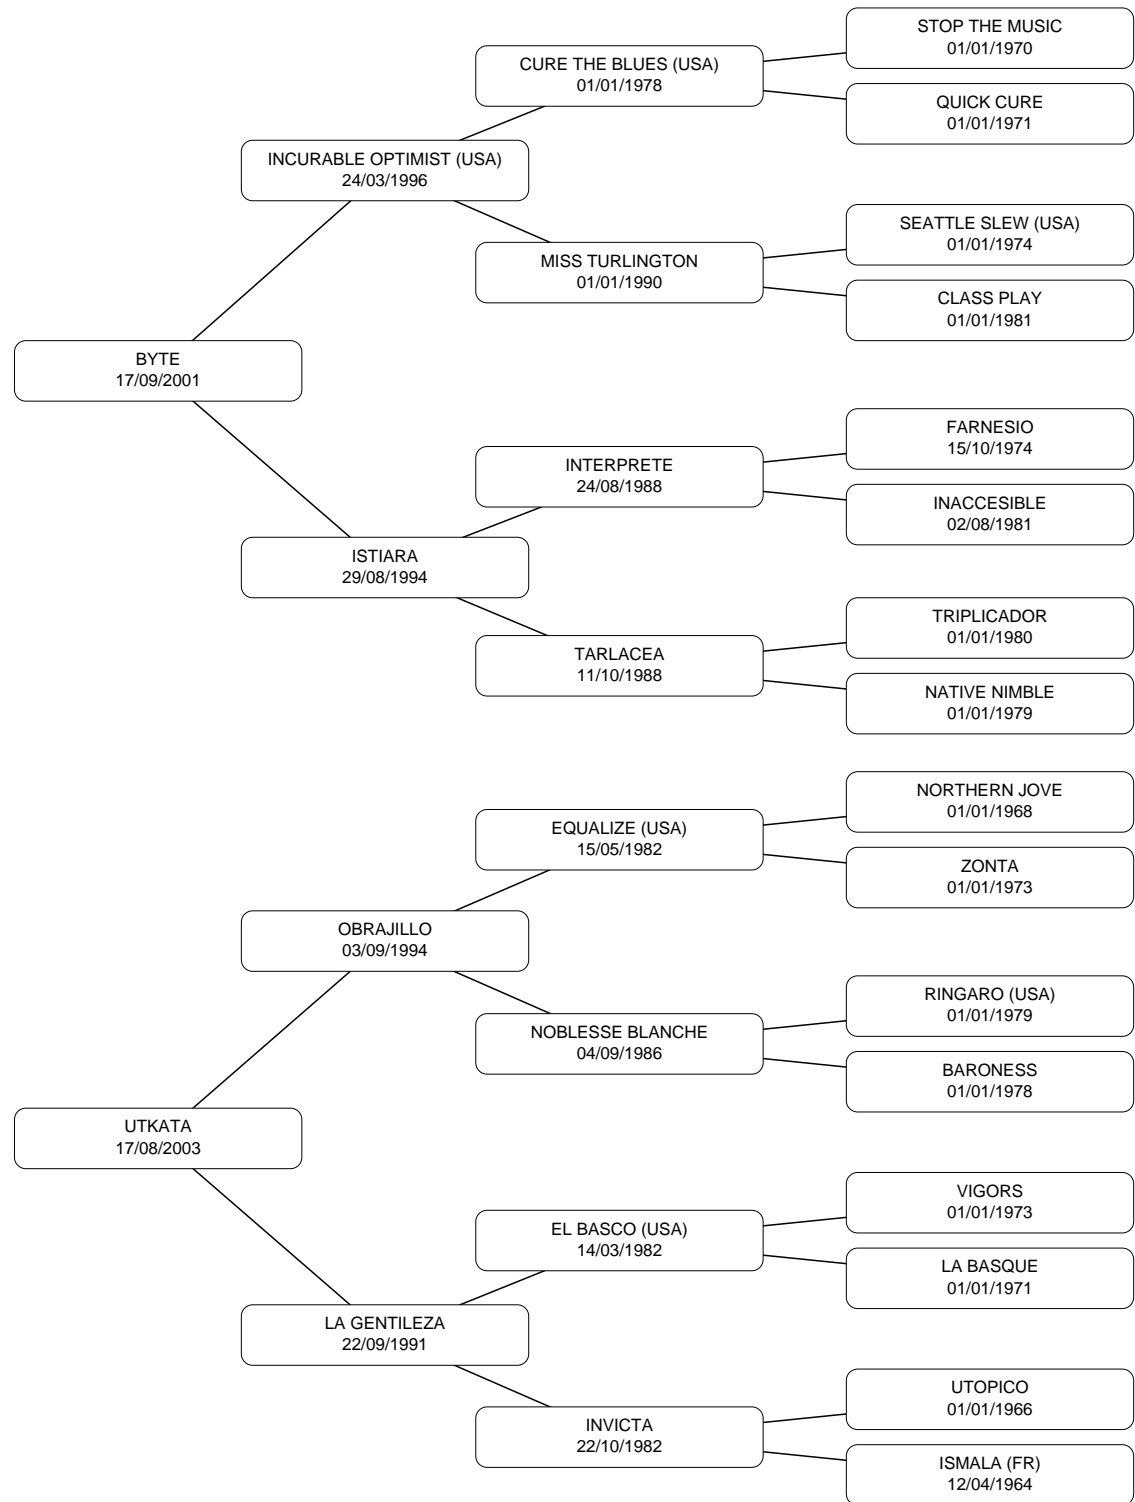 STOP THE MUSIC
01/01/1970
CURE THE BLUES (USA)
01/01/1978
QUICK CURE
01/01/1971
INCURABLE OPTIMIST (USA)
24/03/1996
SEATTLE SLEW (USA)
01/01/1974
MISS TURLINGTON
01/01/1990
CLASS PLAY
01/01/1981
BYTE
17/09/2001
FARNESIO
15/10/1974
INTERPRETE
24/08/1988
INACCESIBLE
02/08/1981
ISTIARA
29/08/1994
TRIPLICADOR
01/01/1980
TARLACEA
11/10/1988
NATIVE NIMBLE
01/01/1979
NORTHERN JOVE
01/01/1968
EQUALIZE (USA)
15/05/1982
ZONTA
01/01/1973
OBRAJILLO
03/09/1994
RINGARO (USA)
01/01/1979
NOBLESSE BLANCHE
04/09/1986
BARONESS
01/01/1978
UTKATA
17/08/2003
VIGORS
01/01/1973
EL BASCO (USA)
14/03/1982
LA BASQUE
01/01/1971
LA GENTILEZA
22/09/1991
UTOPICO
01/01/1966
INVICTA
22/10/1982
ISMALA (FR)
12/04/1964